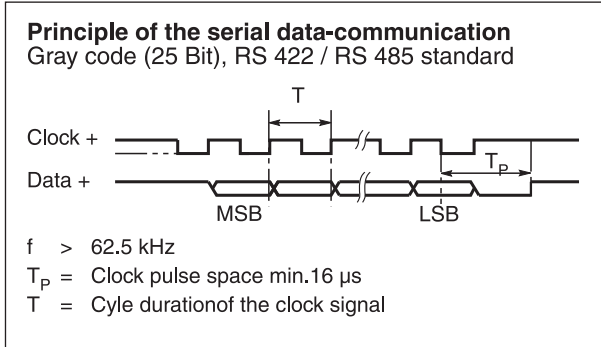 Principle of the serial data-communication
Gray code (25 Bit), RS 422 / RS 485 standard
T
Clock +
TP
Data +
MSB
LSB
f > 62.5 kHz
TP = Clock pulse space min.16 µs
T = Cyle durationof the clock signal